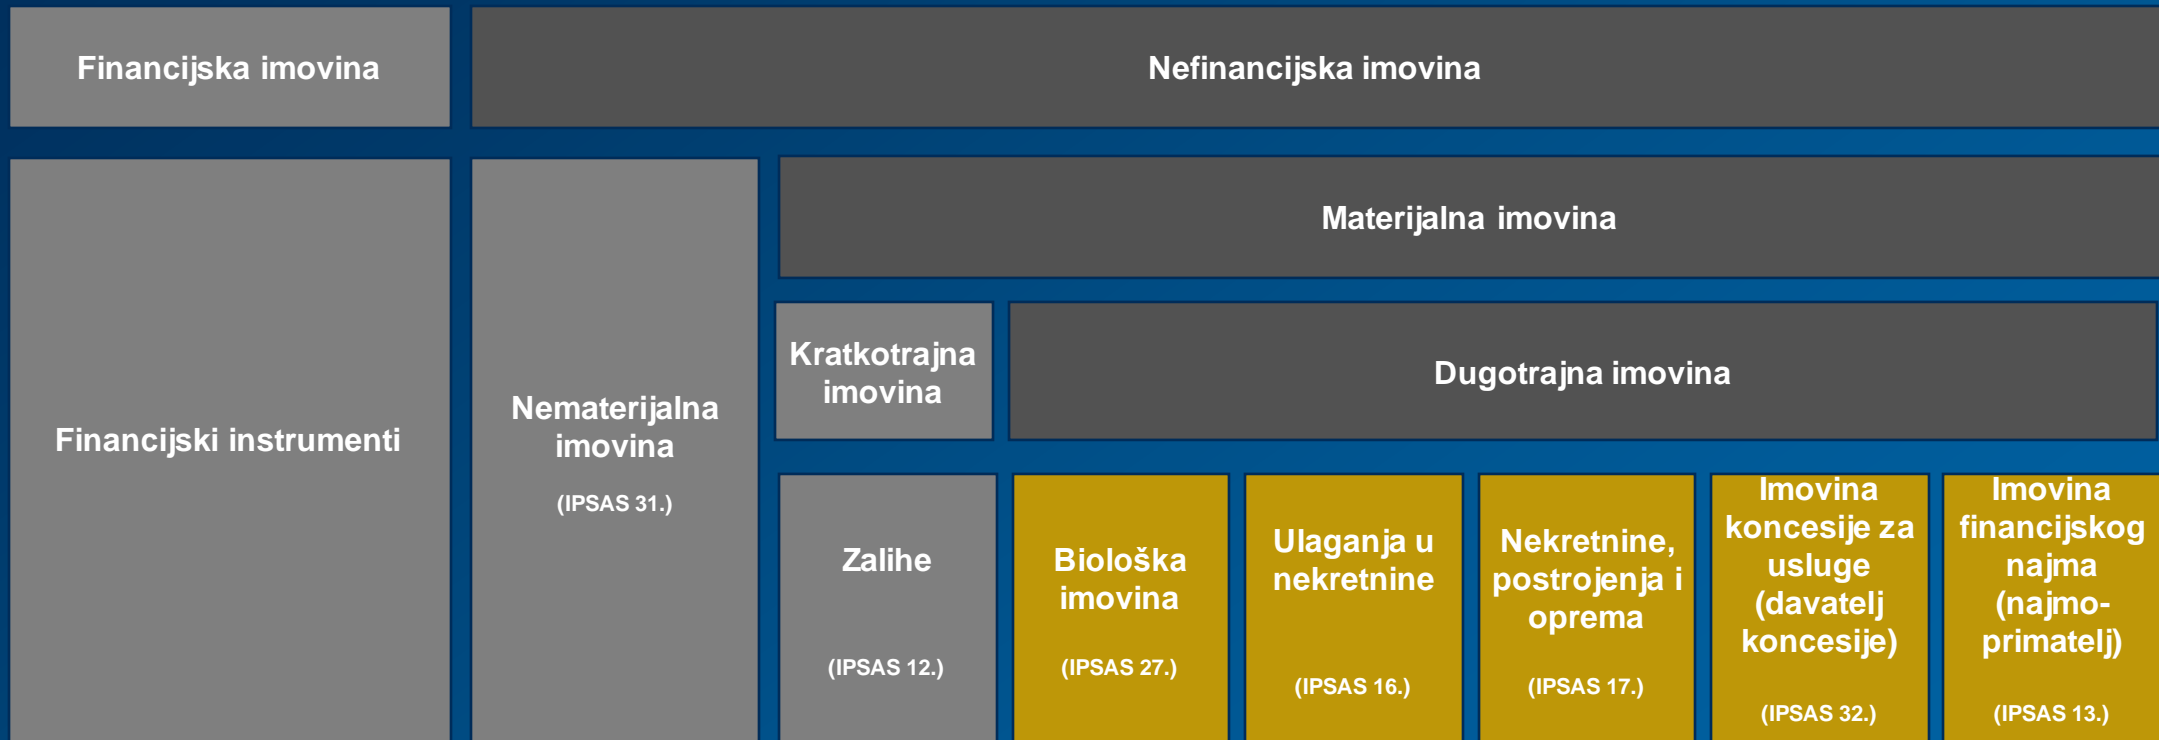 Financijska imovina
Nefinancijska imovina
Financijski instrumenti
Nematerijalna
imovina
(IPSAS 31.)
Materijalna imovina
Kratkotrajna
imovina
Dugotrajna imovina
Zalihe
(IPSAS 12.)
Biološka
imovina
(IPSAS 27.)
Ulaganja u
nekretnine
(IPSAS 16.)
Nekretnine,
postrojenja i
oprema
(IPSAS 17.)
Imovina
koncesije za
usluge
(davatelj
koncesije)
(IPSAS 32.)
Imovina
financijskog
najma
(najmo-
primatelj)
(IPSAS 13.)